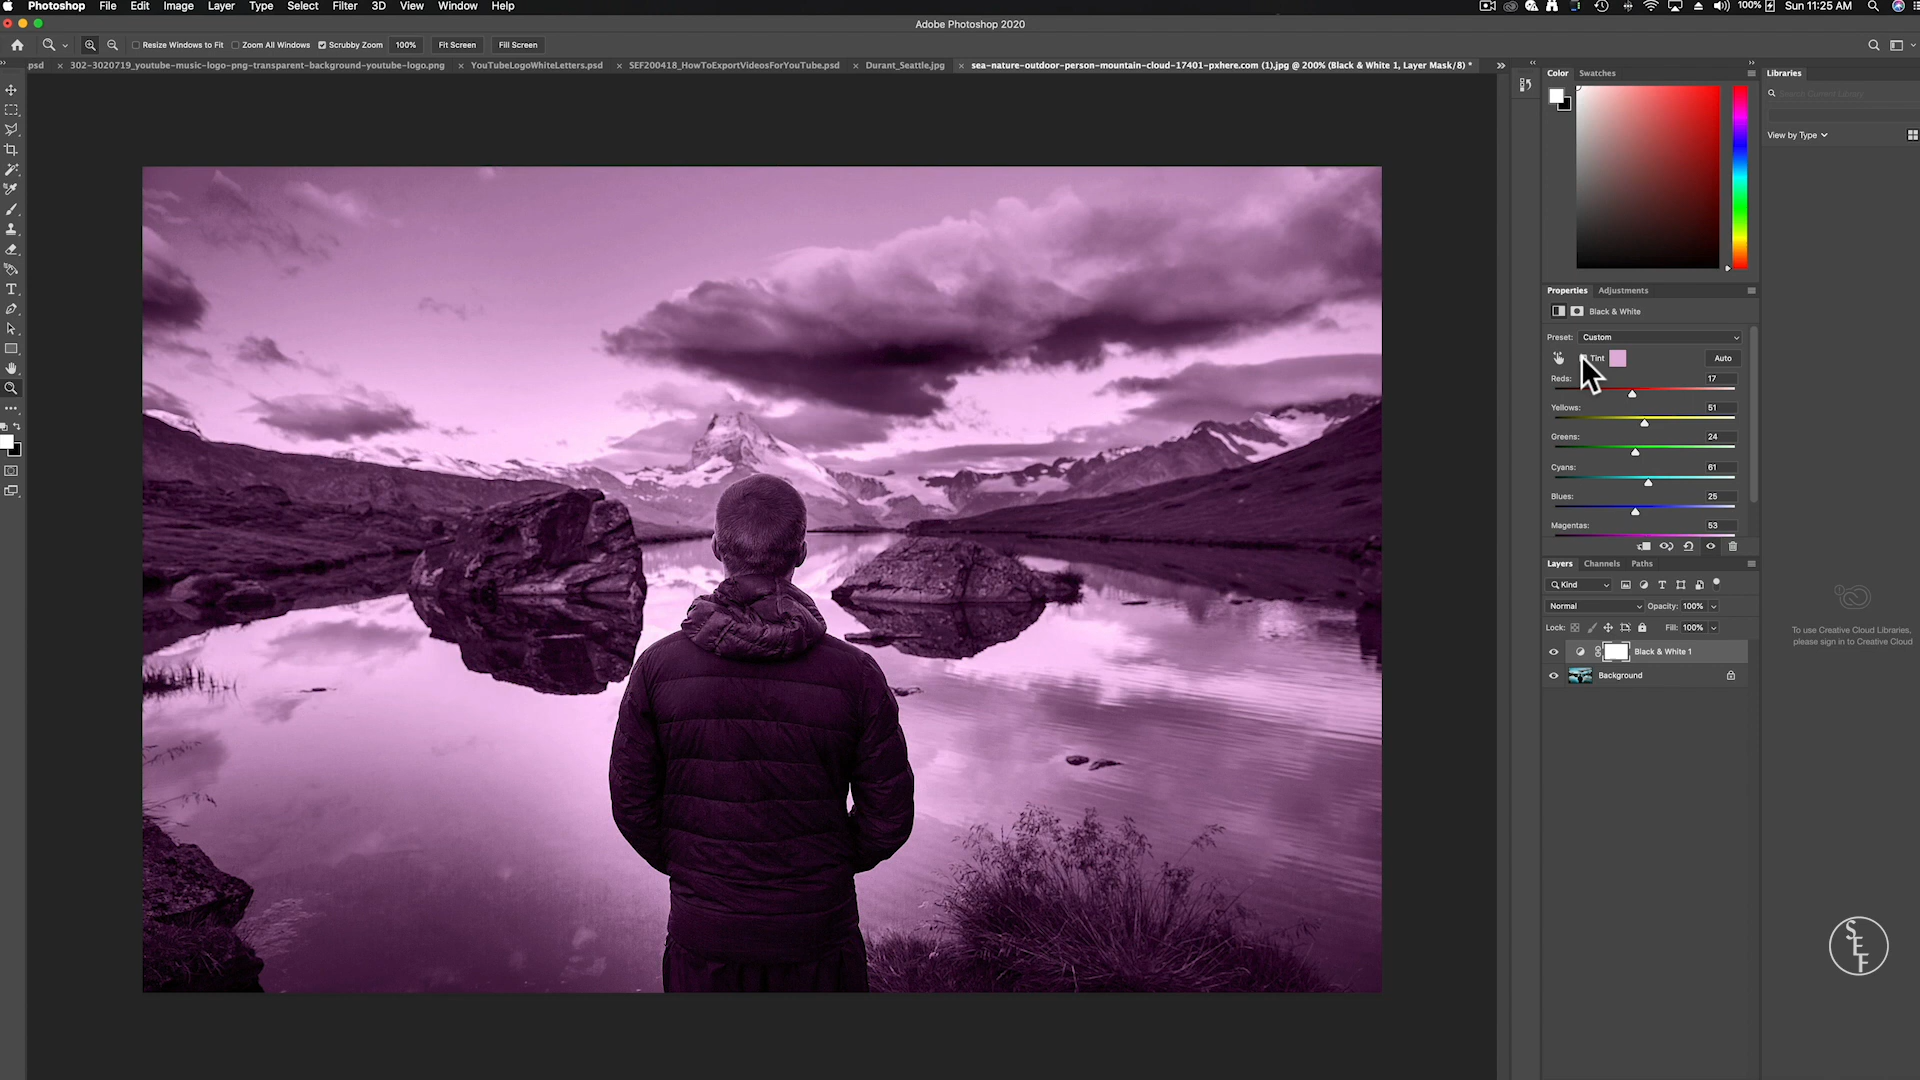 Photoshop File Edit Image Layer Type Select Filter 3D View Window Help 100% Sun 11:25 AM
Adobe Photoshop 2020
Resize Windows to Fit Zoom All Windows Scrubby Zoom 100% Fit Screen Fill Screen
psd × 302-3020719_youtube-music-logo-png-transparent-background-youtube-logo.png × YouTubeLogoWhiteLetters.psd × SEF200418_HowToExportVideosForYouTube.psd × Durant_Seattle.jpg × sea-nature-outdoor-person-mountain-cloud-17401-pxhere.com (1).jpg @ 200% (Black & White 1, Layer Mask/8) *
Color Swatches
Libraries
Search Current Library
View by Type
Properties Adjustments
Black & White
Preset: Custom
Tint Auto
Reds: 17
Yellows: 51
Greens: 24
Cyans: 61
Blues: 25
Magentas: 53
Layers Channels Paths
Kind
Normal Opacity: 100%
Lock: Fill: 100%
Black & White 1
Background
To use Creative Cloud Libraries,
please sign in to Creative Cloud
SEF